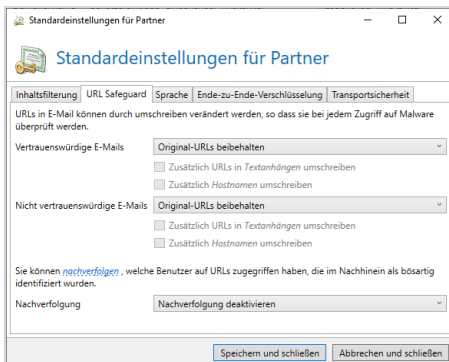 Standardeinstellungen für Partner
Standardeinstellungen für Partner
Inhaltsfilterung URL Safeguard Sprache Ende-zu-Ende-Verschlüsselung Transportsicherheit
URLs in E-Mail können durch um-
schreiben verändert werden, so dass sie bei jedem Zugriff auf Malware
überprüft werden.
Vertrauenswürdige E-Mails Original-URLs beibehalten
Zusätzlich URLs in Textanhängen umschreiben
Zusätzlich Hostnamen umschreiben
Nicht vertrauenswürdige E-Mails Original-URLs beibehalten
Zusätzlich URLs in Textanhängen umschreiben
Zusätzlich Hostnamen umschreiben
Sie können nachverfolgen , welche Benutzer auf URLs zugegriffen haben, die im Nachhinein als bösartig
identifiziert wurden.
Nachverfolgung Nachverfolgung deaktivieren
Speichern und schließen Abbrechen und schließen